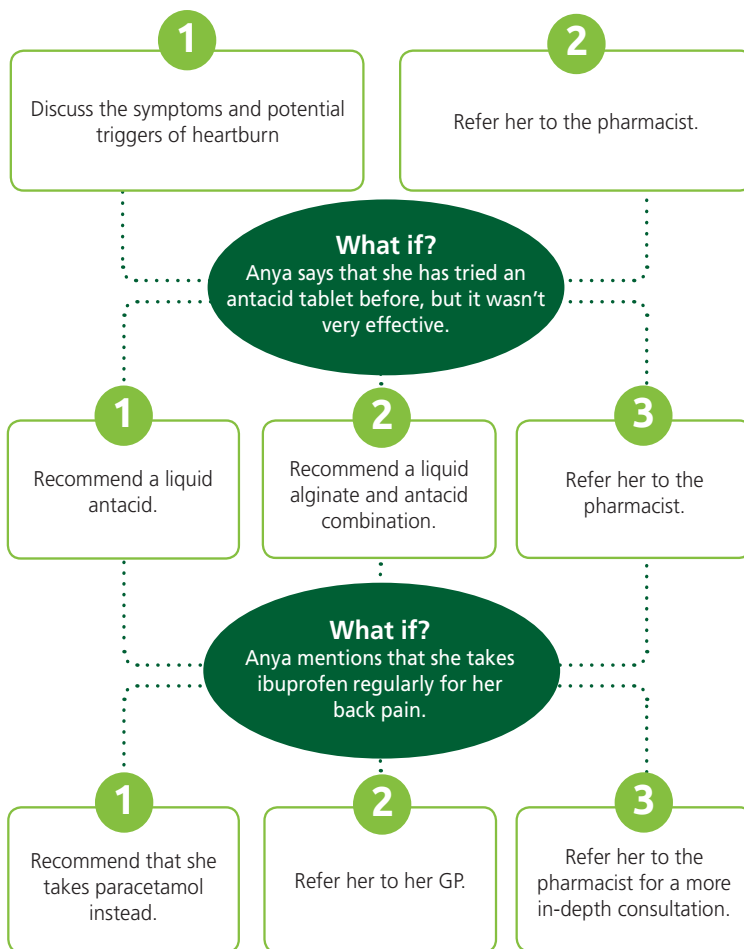 1
Discuss the symptoms and potential
triggers of heartburn
2
Refer her to the pharmacist.
What if?
Anya says that she has tried an
antacid tablet before, but it wasn’t
very effective.
1
Recommend a liquid
antacid.
2
Recommend a liquid
alginate and antacid
combination.
3
Refer her to the
pharmacist.
What if?
Anya mentions that she takes
ibuprofen regularly for her
back pain.
1
Recommend that she
takes paracetamol
instead.
2
Refer her to her GP.
3
Refer her to the
pharmacist for a more
in-depth consultation.